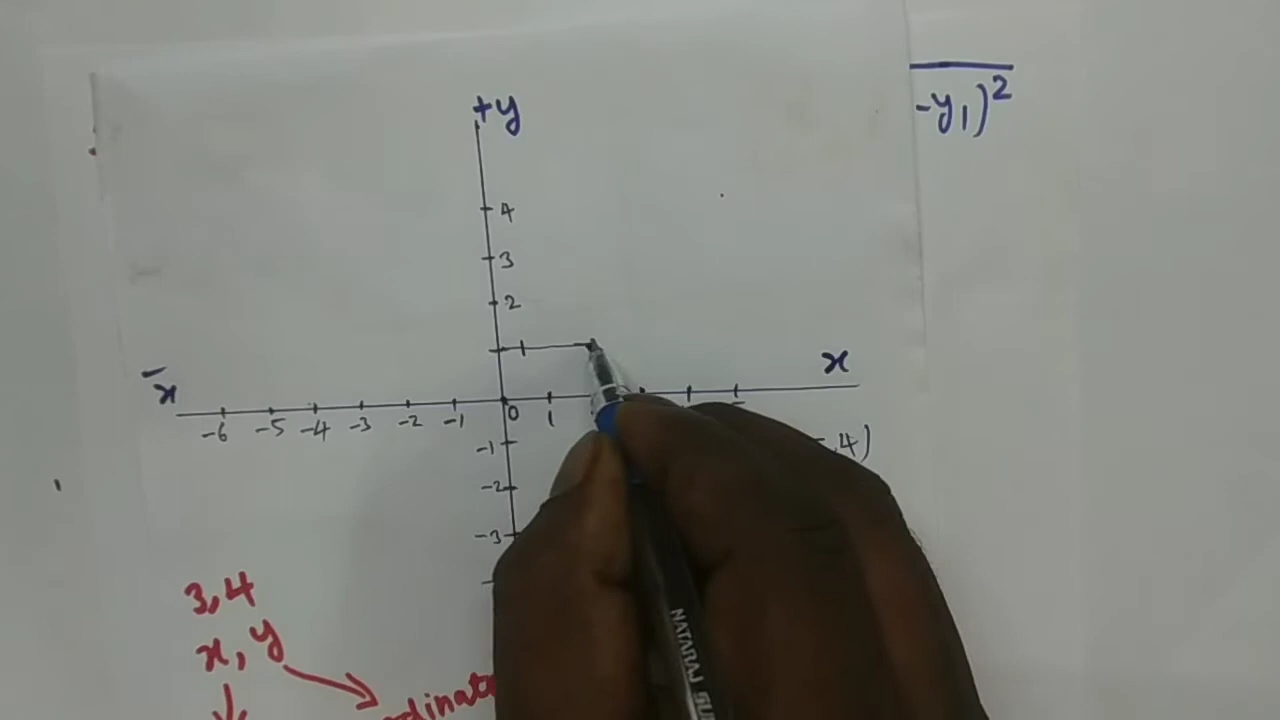 -y₁)²
+y
4
3
2
x
-x
-6 -5 -4 -3 -2 -1 0 1
-1
,4)
-2
-3
3,4
x, y
NATARAJ